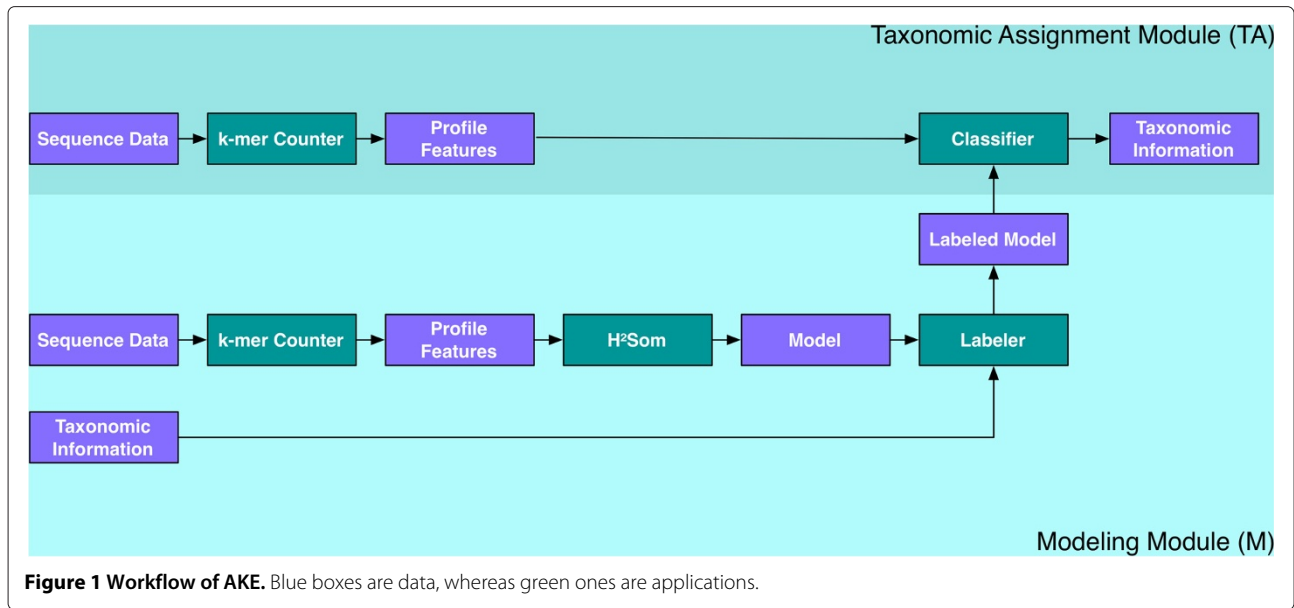 Taxonomic Assignment Module (TA)
Sequence Data
k-mer Counter
Profile
Features
Classifier
Taxonomic
Information
Labeled Model
Sequence Data
k-mer Counter
Profile
Features
H²Som
Model
Labeler
Taxonomic
Information
Modeling Module (M)
Figure 1 Workflow of AKE. Blue boxes are data, whereas green ones are applications.